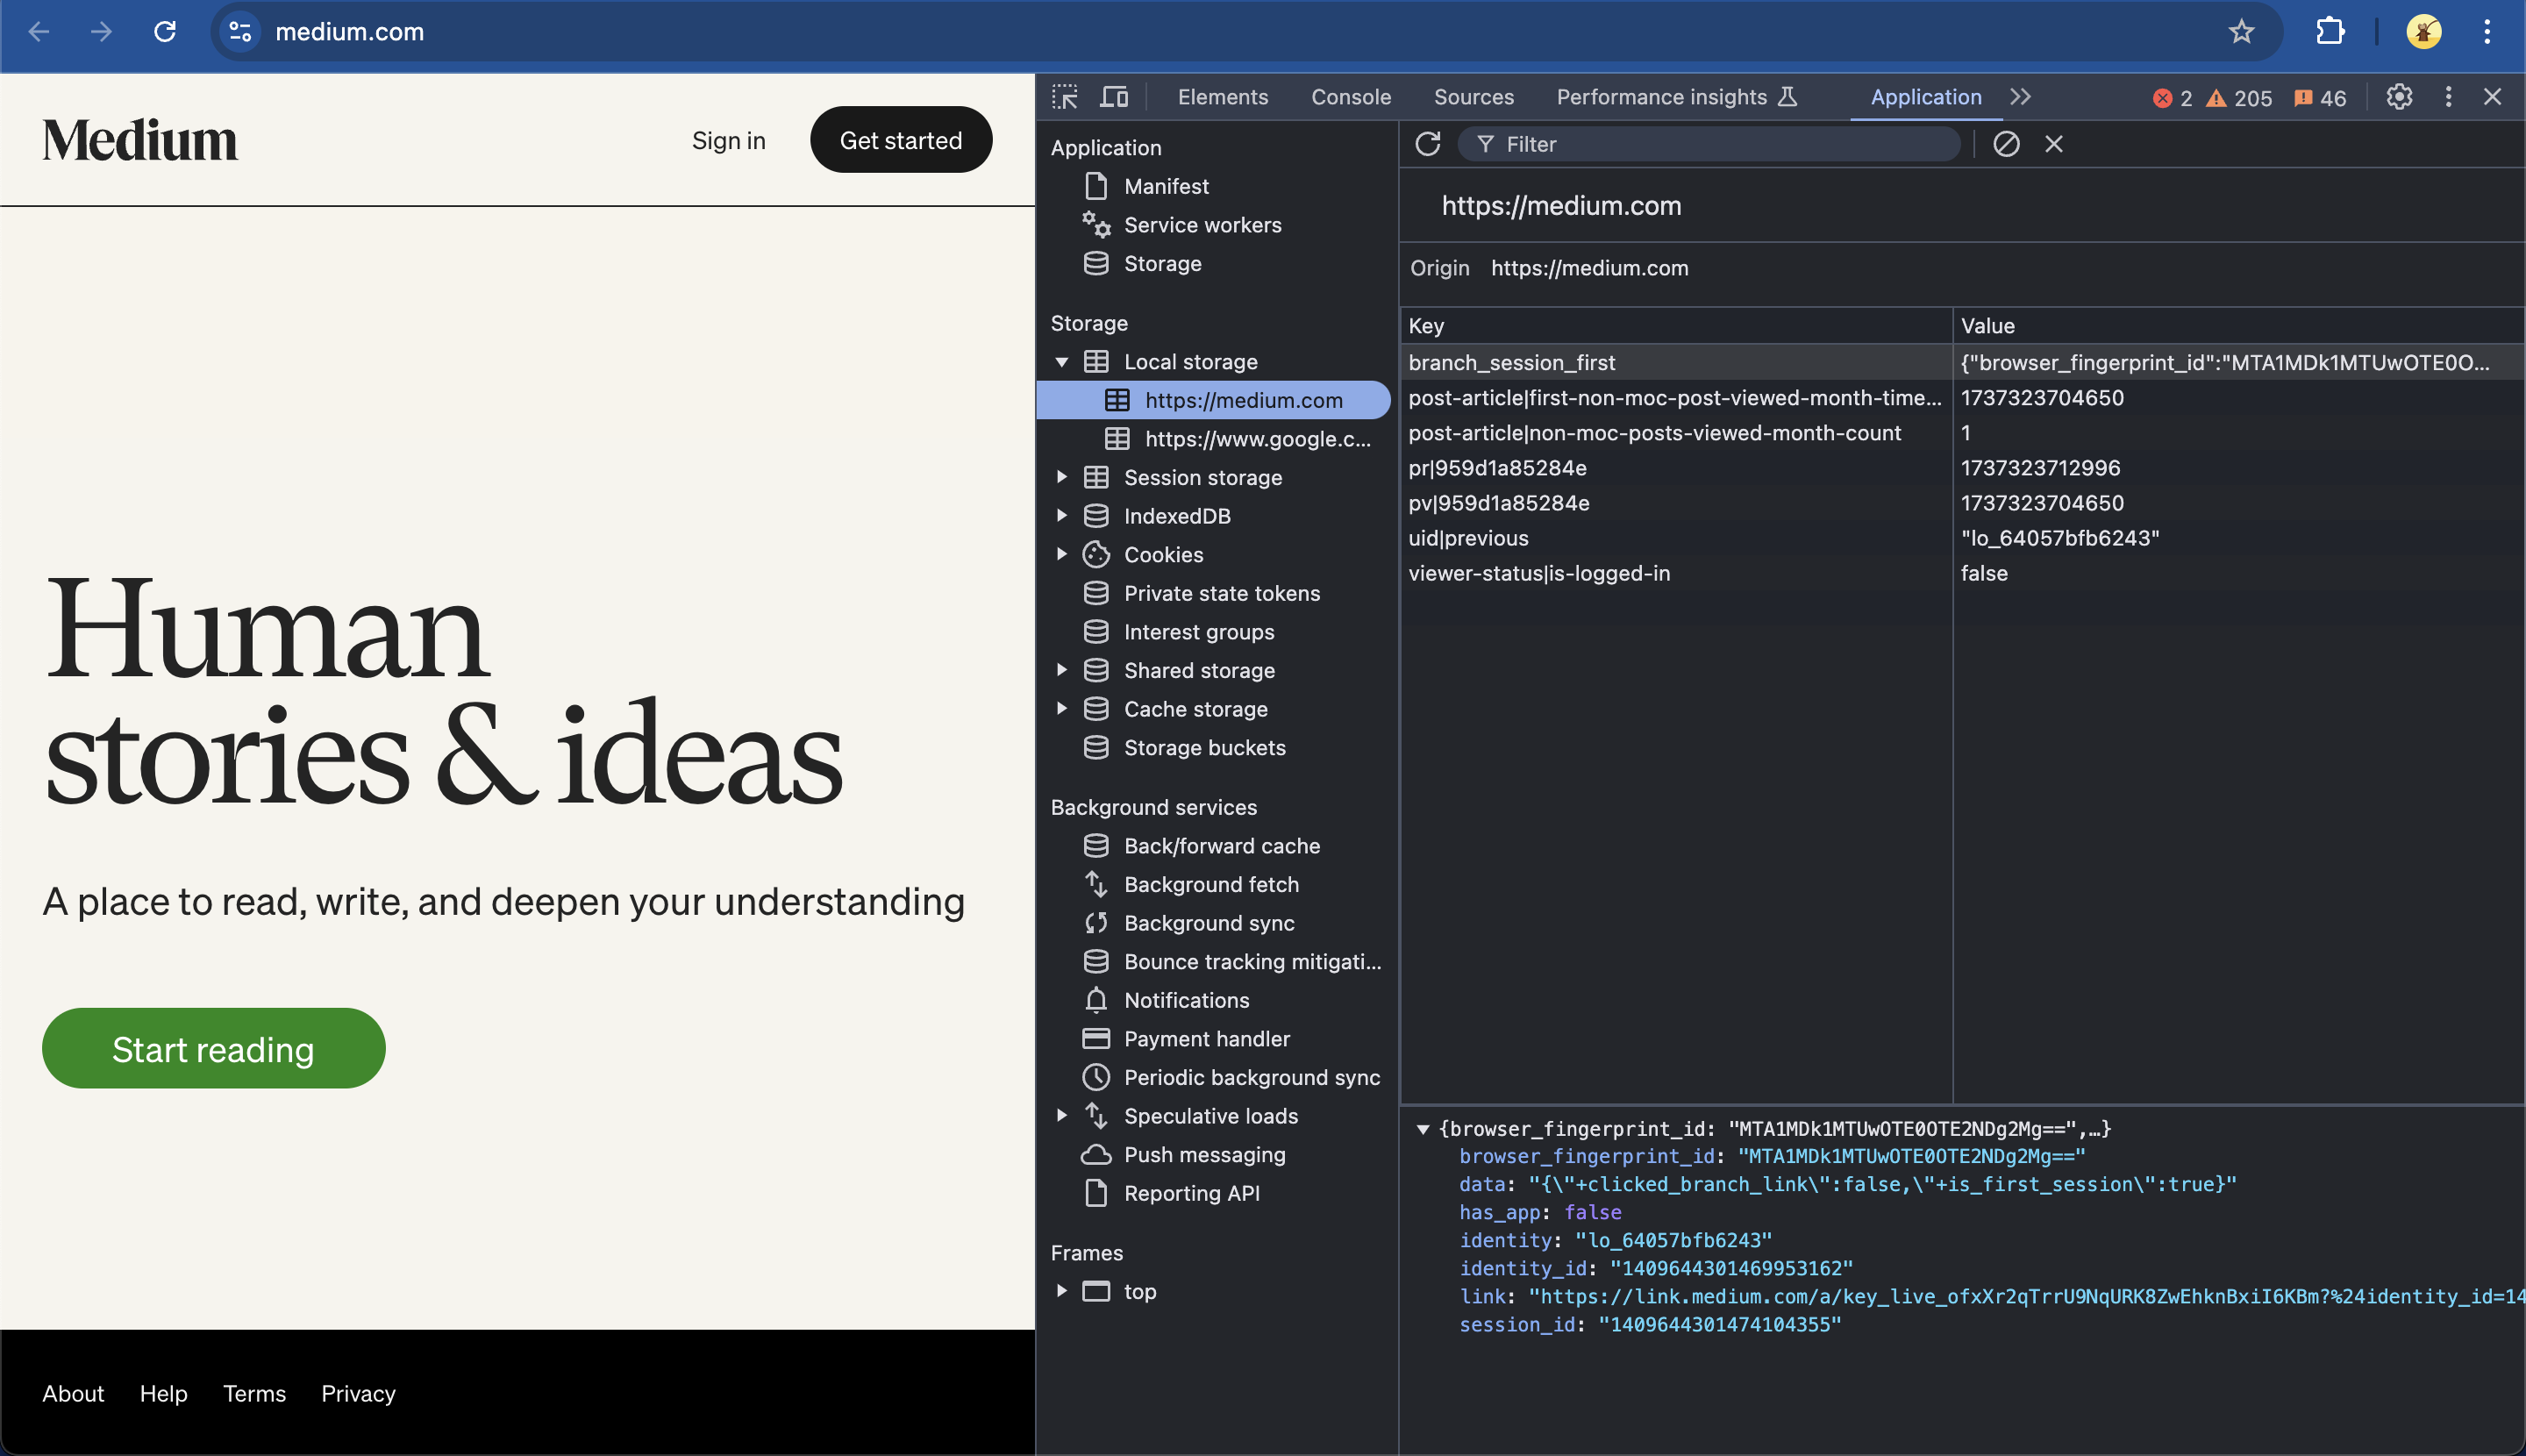 medium.com
Medium
Sign in
Get started
Human
stories & ideas
A place to read, write, and deepen your understanding
Start reading
About
Help
Terms
Privacy
Elements
Console
Sources
Performance insights
Application
2
205
46
Application
Manifest
Service workers
Storage
Storage
Local storage
https://medium.com
https://www.google.c...
Session storage
IndexedDB
Cookies
Private state tokens
Interest groups
Shared storage
Cache storage
Storage buckets
Background services
Back/forward cache
Background fetch
Background sync
Bounce tracking mitigati...
Notifications
Payment handler
Periodic background sync
Speculative loads
Push messaging
Reporting API
Frames
top
Filter
https://medium.com
Origin https://medium.com
Key Value
branch_session_first {"browser_fingerprint_id":"MTA1MDk1MTUwOTE0O...
post-article|first-non-moc-post-viewed-month-time... 1737323704650
post-article|non-moc-posts-viewed-month-count 1
pr|959d1a85284e 1737323712996
pv|959d1a85284e 1737323704650
uid|previous "lo_64057bfb6243"
viewer-status|is-logged-in false
{browser_fingerprint_id: "MTA1MDk1MTUwOTE0OTE2NDg2Mg==",…}
browser_fingerprint_id: "MTA1MDk1MTUwOTE0OTE2NDg2Mg=="
data: "{\"+clicked_branch_link\":false,\"+is_first_session\":true}"
has_app: false
identity: "lo_64057bfb6243"
identity_id: "1409644301469953162"
link: "https://link.medium.com/a/key_live_ofxXr2qTrrU9NqURK8ZwEhknBxiI6KBm?%24identity_id=14
session_id: "1409644301474104355"